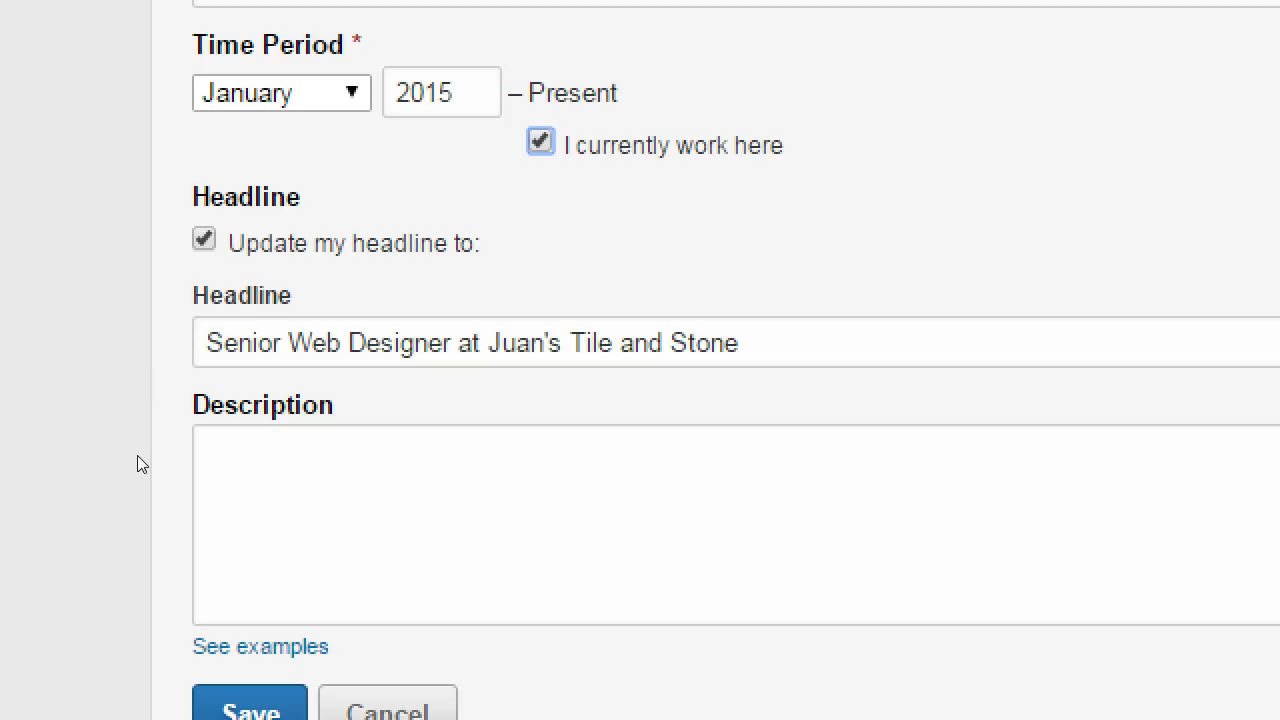 Time Period *
January 2015 – Present
I currently work here
Headline
Update my headline to:
Headline
Senior Web Designer at Juan's Tile and Stone
Description
See examples
Save Cancel